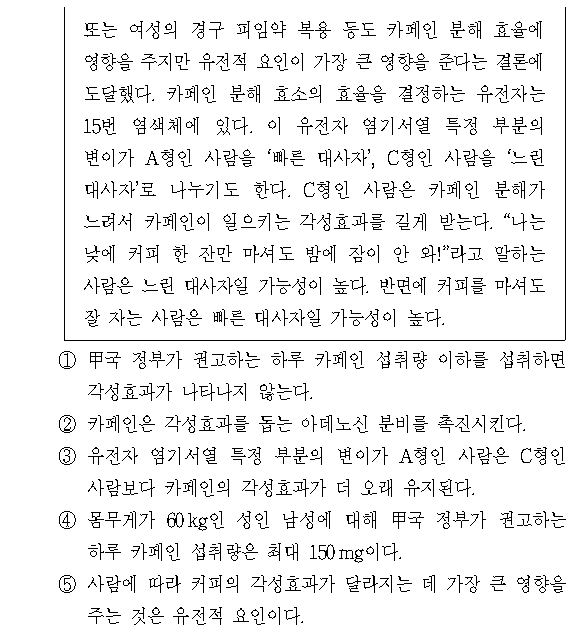 또는 여성의 경구 피임약 복용 등도 카페인 분해 효율에
영향을 주지만 유전적 요인이 가장 큰 영향을 준다는 결론에
도달했다. 카페인 분해 효소의 효율을 결정하는 유전자는
15번 염색체에 있다. 이 유전자 염기서열 특정 부분의
변이가 A형인 사람을 ‘빠른 대사자’, C형인 사람을 ‘느린
대사자’로 나누기도 한다. C형인 사람은 카페인 분해가
느려서 카페인이 일으키는 각성효과를 길게 받는다. “나는
낮에 커피 한 잔만 마셔도 밤에 잠이 안 와!”라고 말하는
사람은 느린 대사자일 가능성이 높다. 반면에 커피를 마셔도
잘 자는 사람은 빠른 대사자일 가능성이 높다.
① 甲국 정부가 권고하는 하루 카페인 섭취량 이하를 섭취하면
각성효과가 나타나지 않는다.
② 카페인은 각성효과를 돕는 아데노신 분비를 촉진시킨다.
③ 유전자 염기서열 특정 부분의 변이가 A형인 사람은 C형인
사람보다 카페인의 각성효과가 더 오래 유지된다.
④ 몸무게가 60kg인 성인 남성에 대해 甲국 정부가 권고하는
하루 카페인 섭취량은 최대 150mg이다.
⑤ 사람에 따라 커피의 각성효과가 달라지는 데 가장 큰 영향을
주는 것은 유전적 요인이다.